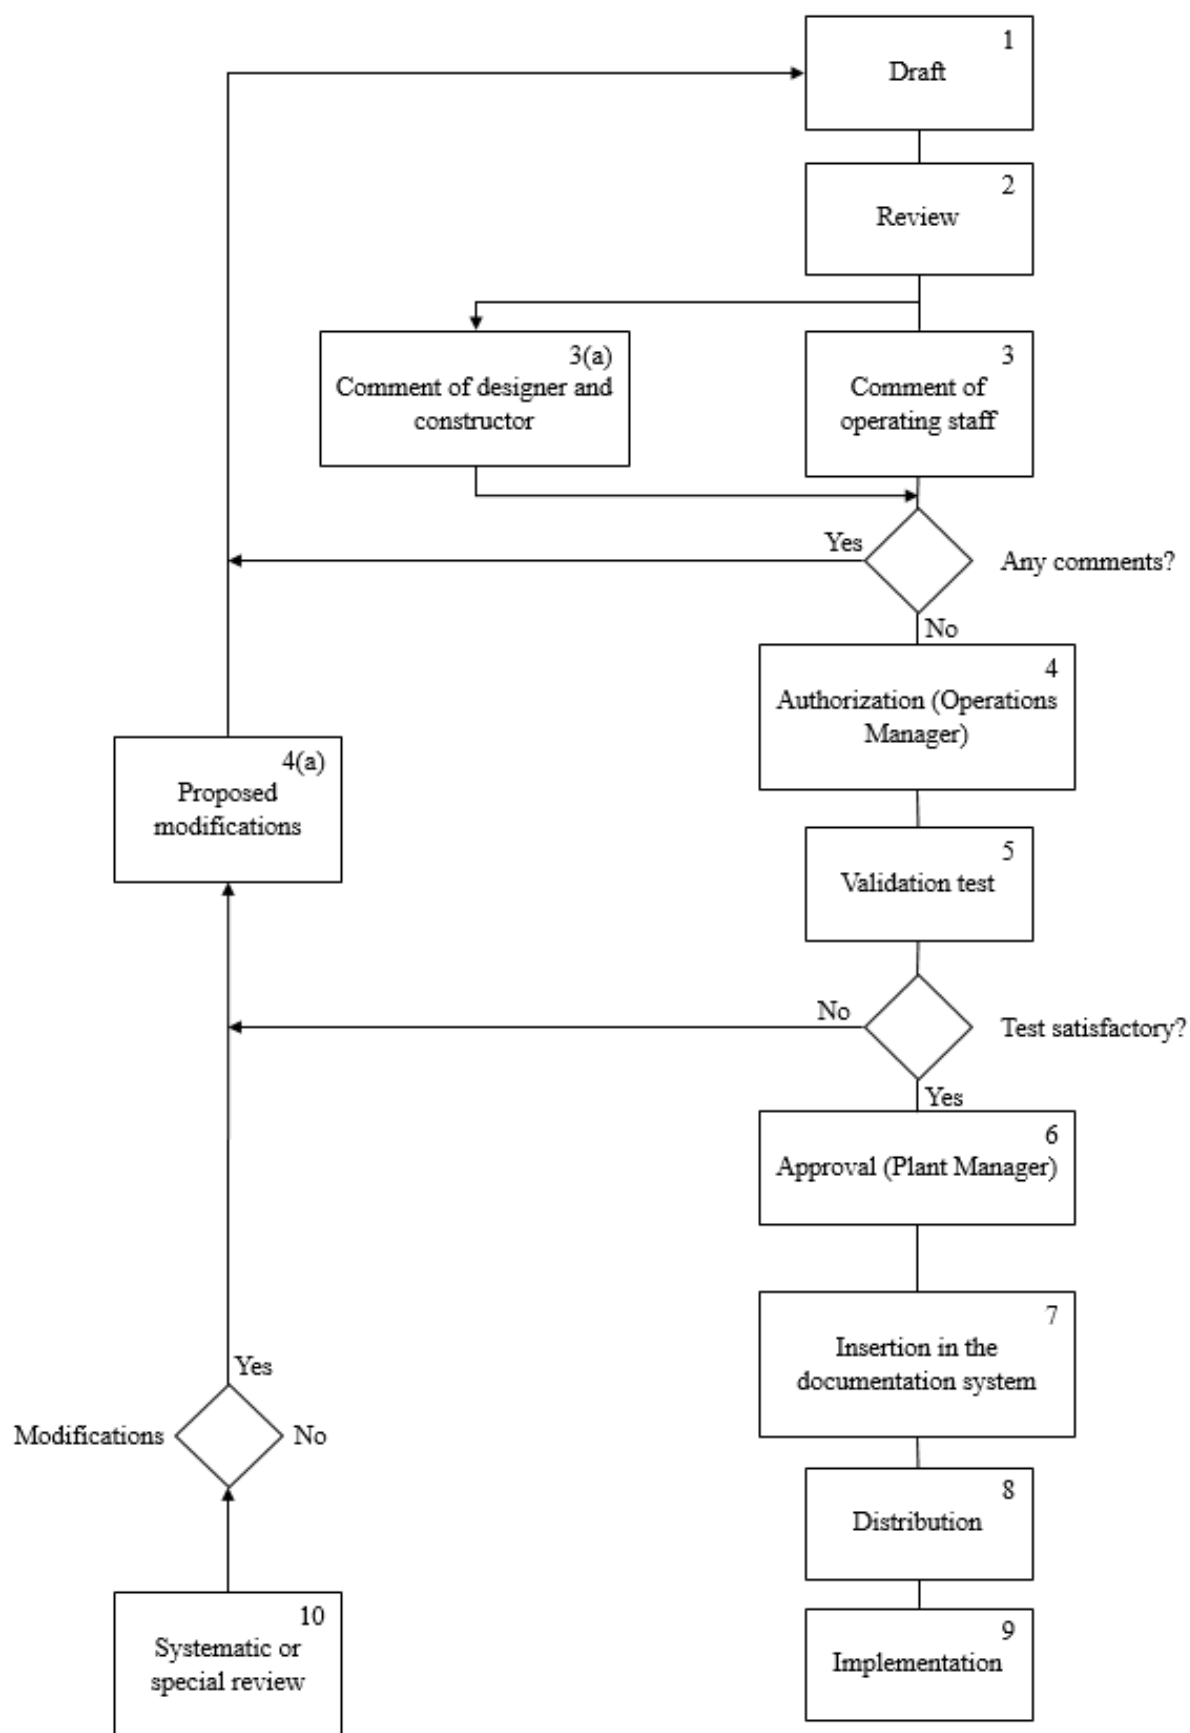 1
Draft
2
Review
3(a)
Comment of designer and
constructor
3
Comment of
operating staff
Yes
Any comments?
No
4
Authorization (Operations
Manager)
4(a)
Proposed
modifications
5
Validation test
No
Test satisfactory?
Yes
6
Approval (Plant Manager)
7
Insertion in the
documentation system
Yes
Modifications
No
8
Distribution
10
Systematic or
special review
9
Implementation